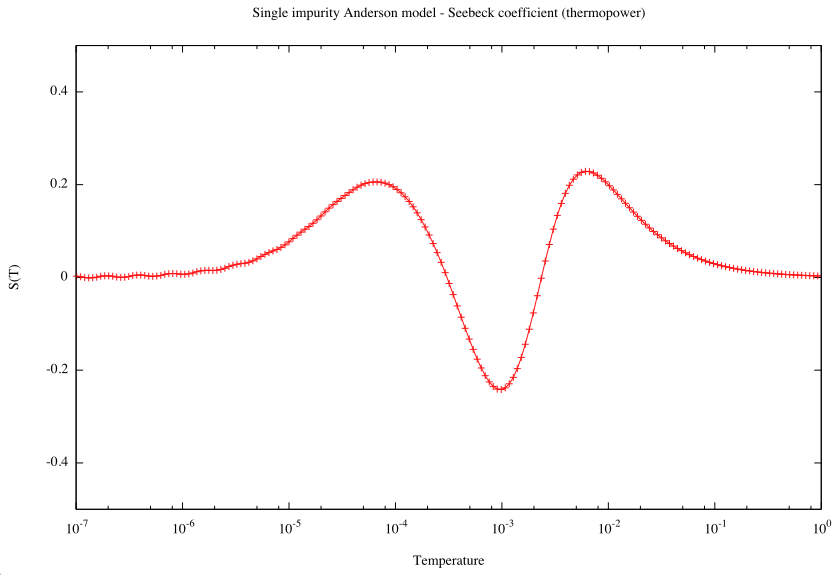 Single impurity Anderson model - Seebeck coefficient (thermopower)
0.4
0.2
0
-0.2
-0.4
S(T)
10^-7 10^-6 10^-5 10^-4 10^-3 10^-2 10^-1 10^0
Temperature